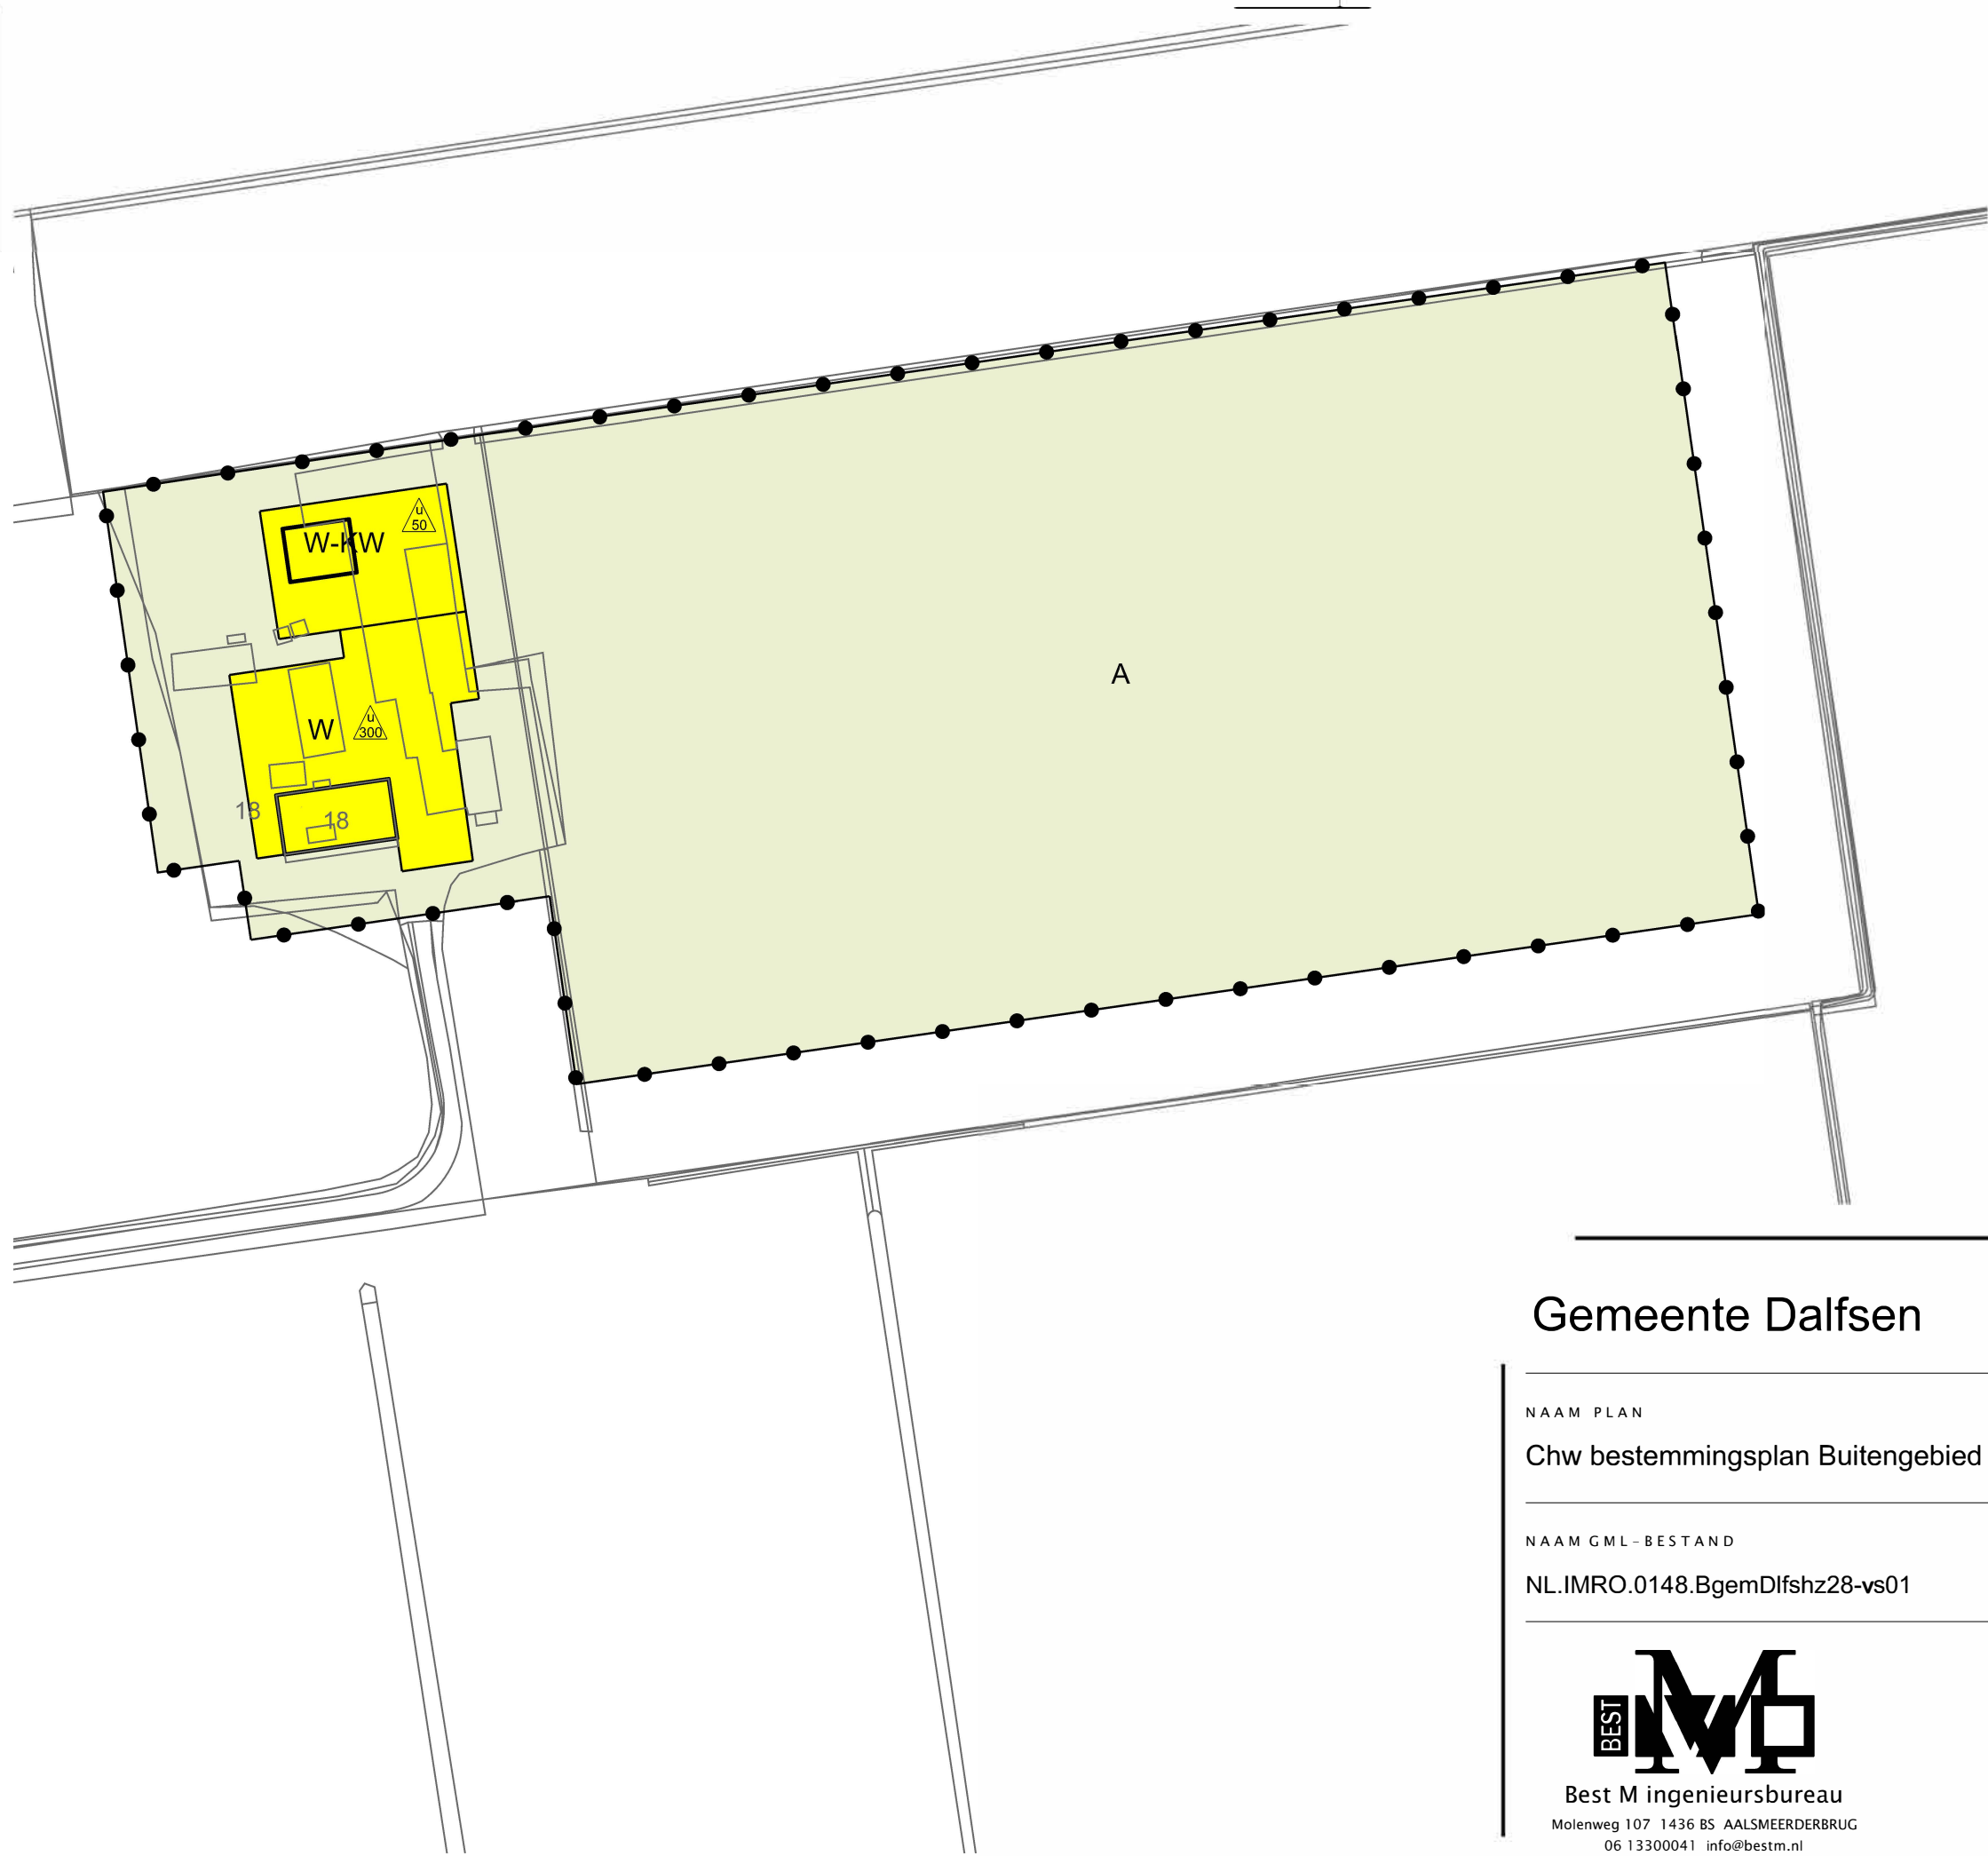 u
50
W-KW
A
W
u
300
18
18
Gemeente Dalfsen
NAAM PLAN
Chw bestemmingsplan Buitengebied
NAAM GML-BESTAND
NL.IMRO.0148.BgemDlfshz28-vs01
BEST
M
Best M ingenieursbureau
Molenweg 107 1436 BS AALSMEERDERBRUG
06 13300041 info@bestm.nl